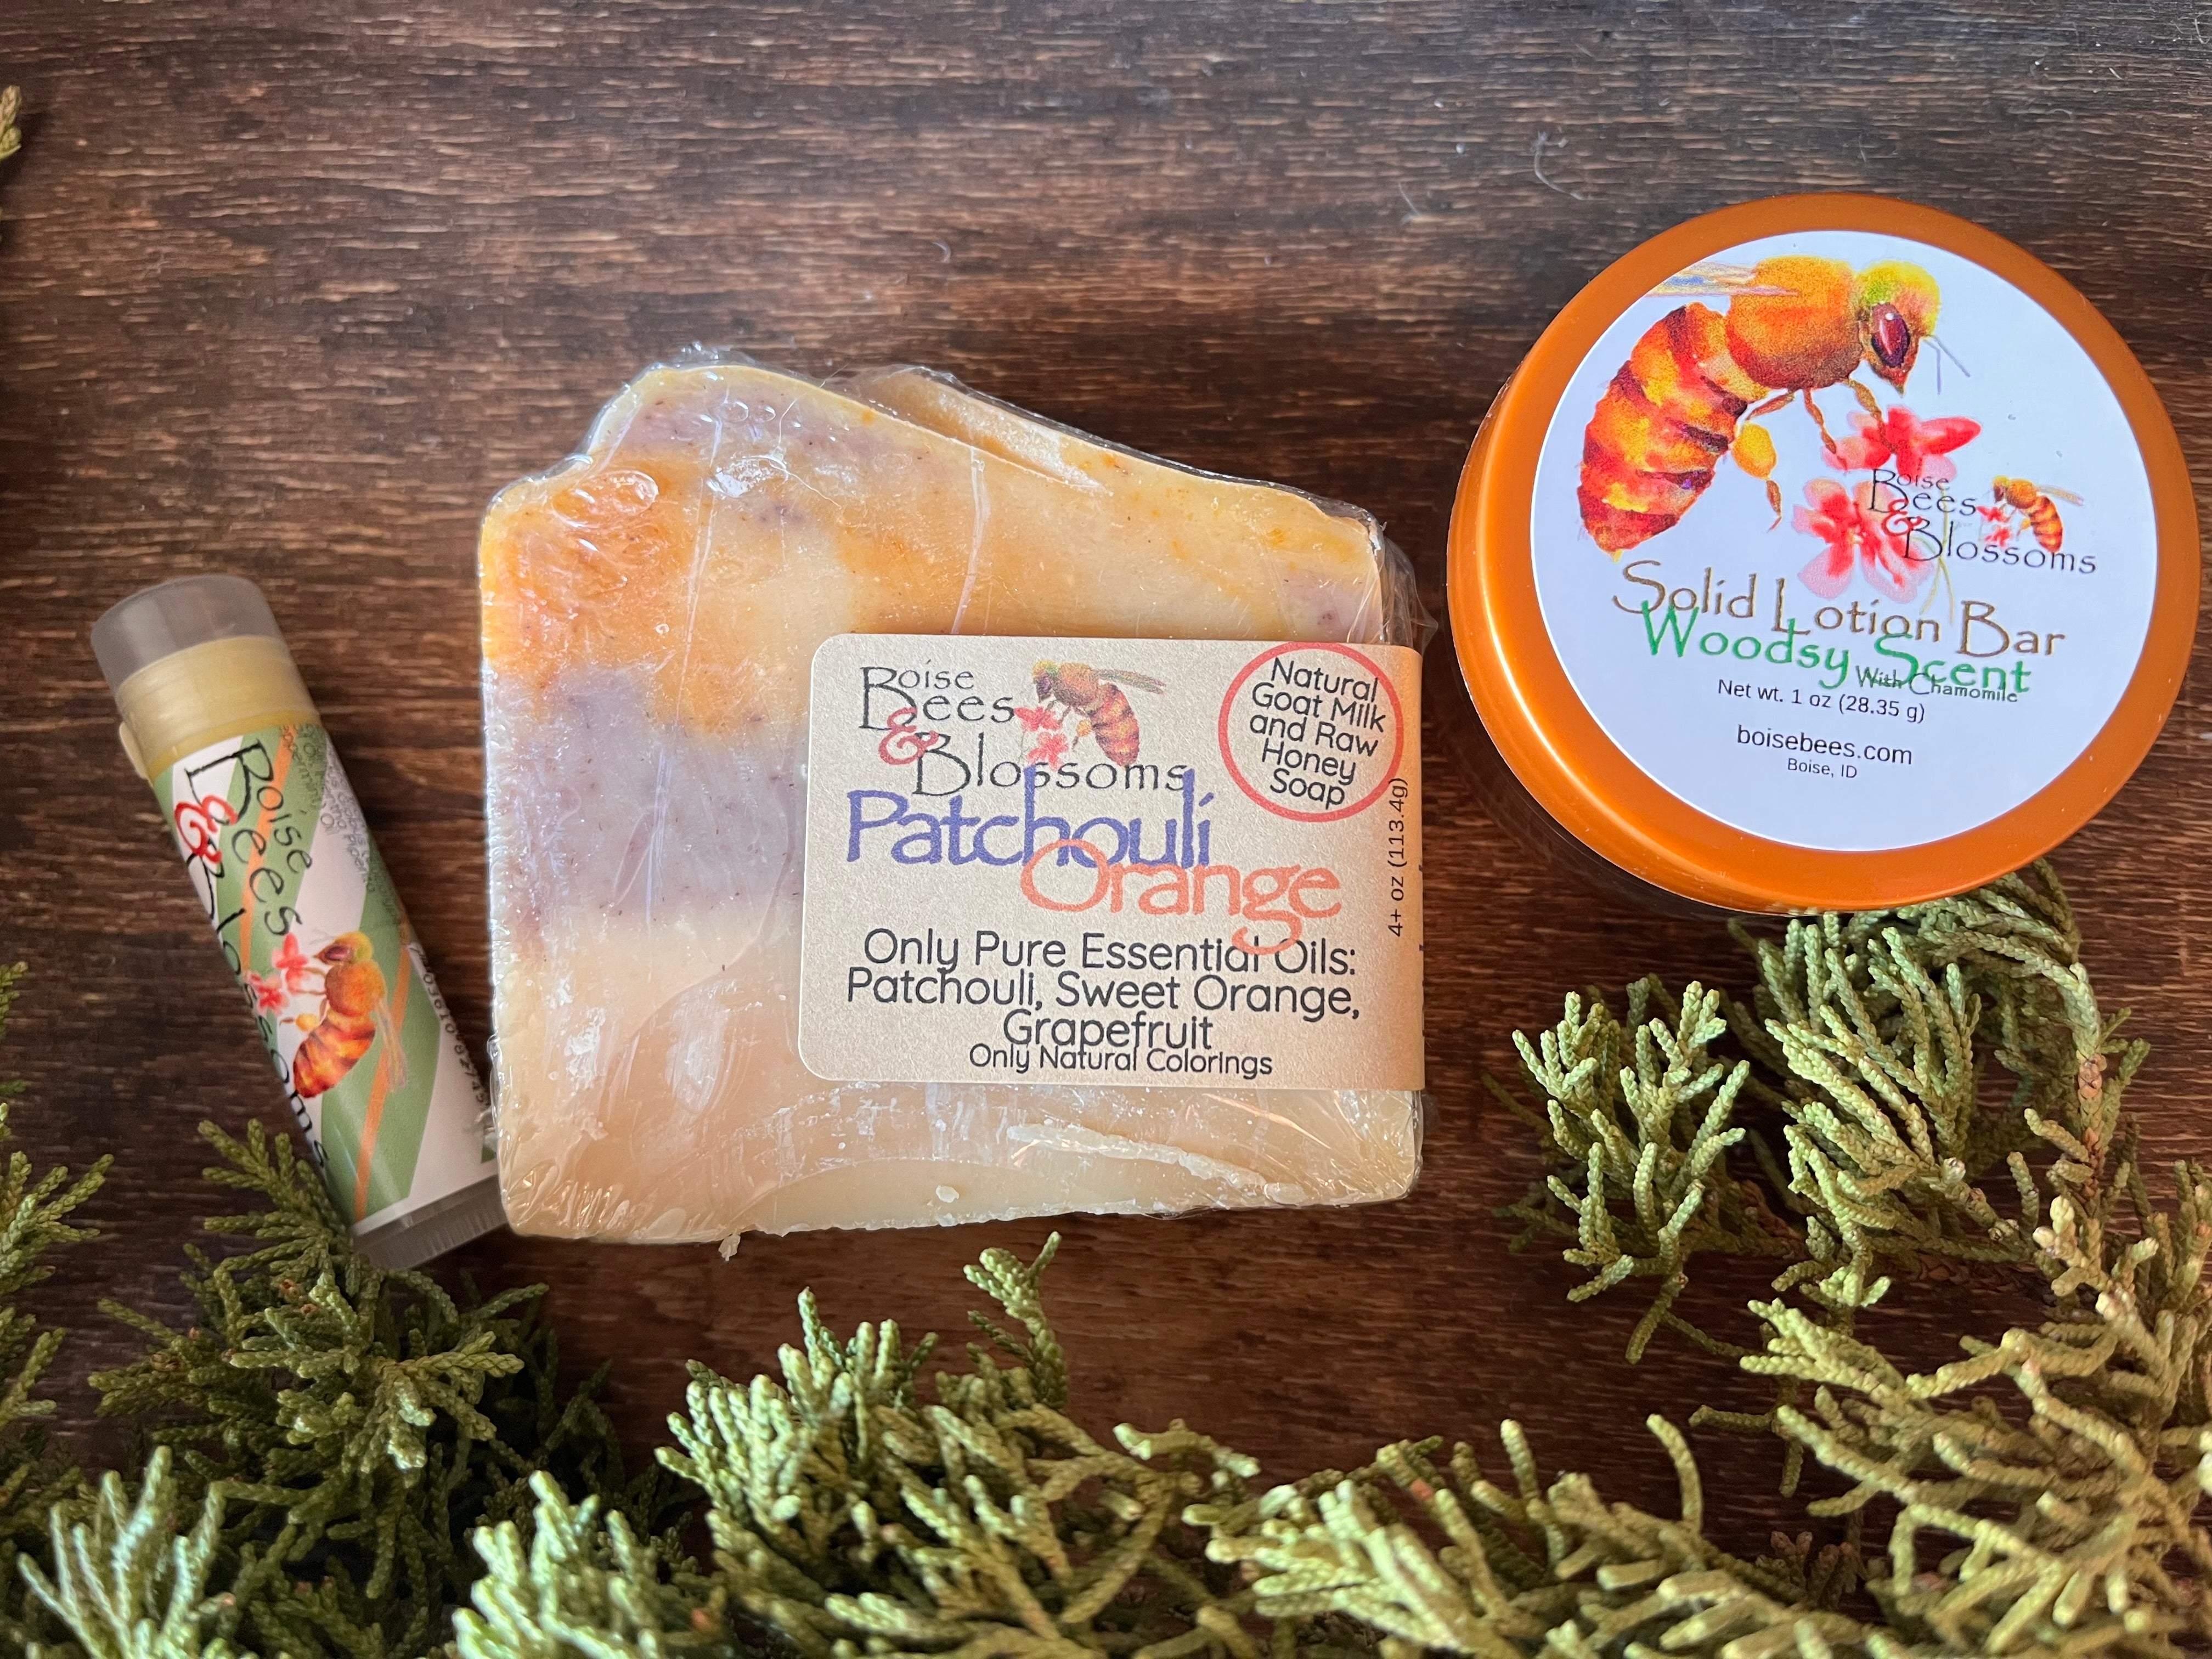 Boise
Bees
& Blossoms
Boise
Bees
& Blossoms
Patchouli
Orange
Only Pure Essential Oils:
Patchouli, Sweet Orange,
Grapefruit
Only Natural Colorings
Natural
Goat Milk
and Raw
Honey
Soap
4+ oz (113.4g)
Boise
Bees
& Blossoms
Solid Lotion Bar
Woodsy Scent
With Chamomile
Net wt. 1 oz (28.35 g)
boisebees.com
Boise, ID